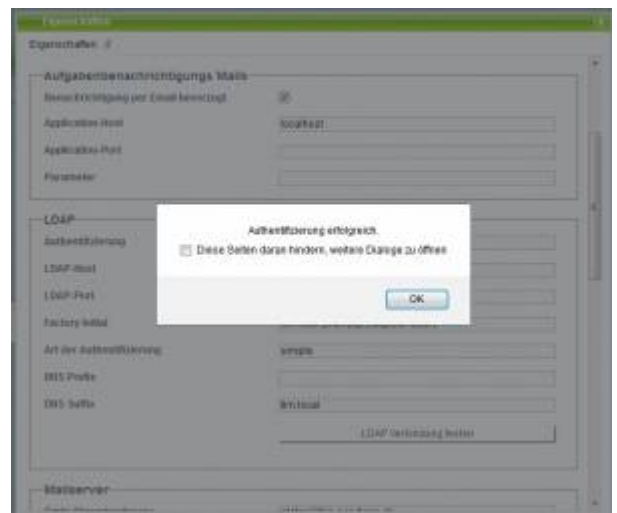 Eigenschaften
Aufgabenbenachrichtigungs Mails
Benachrichtigung per Email bevorzugt
Application-Host
localhost
Application-Port
Parameter
LDAP
Authentifizierung
Authentifizierung erfolgreich.
Diese Seiten daran hindern, weitere Dialoge zu öffnen
LDAP-Host
LDAP-Port
OK
Factory Initial
Art der Authentifizierung
simple
DNS Prefix
DNS Suffix
LDAP Verbindung testen
Mailserver